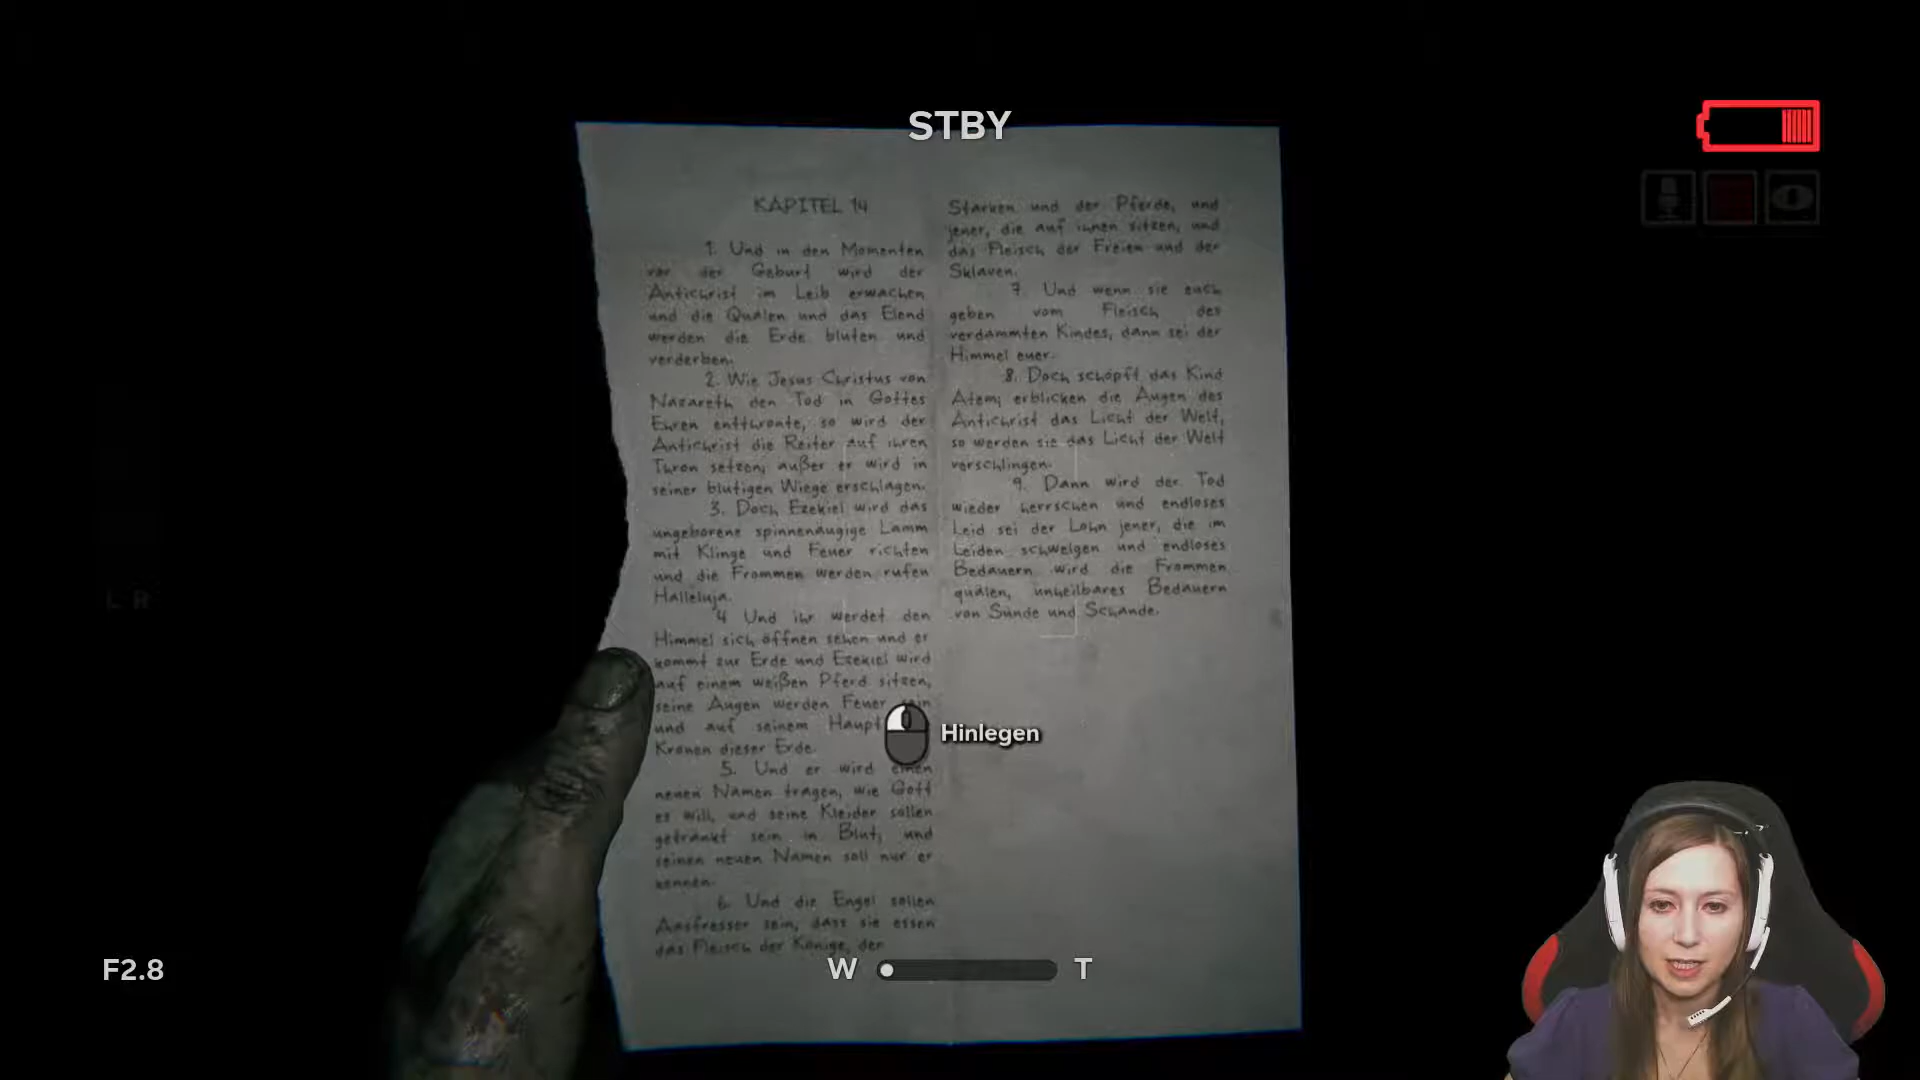 STBY
KAPITEL 14
1. Und in den Momenten
vor der Geburt wird der
Antichrist im Leib erwachen
und die Qualen und das Elend
werden die Erde bluten und
verderben.
2. Wie Jesus Christus von
Nazareth den Tod in Gottes
Ehren entthronte, so wird der
Antichrist die Reiter auf ihren
Thron setzen, außer er wird in
seiner blutigen Wiege erschlagen.
3. Doch Ezekiel wird das
ungeborene spinnenäugige Lamm
mit Klinge und Feuer richten
und die Frommen werden rufen
Halleluja.
4 Und ihr werdet den
Himmel sich öffnen sehen und er
kommt zur Erde und Ezekiel wird
auf einem weißen Pferd sitzen,
seine Augen werden Feuer sein
und auf seinem Haupt
Kronen dieser Erde.
5. Und er wird einen
neuen Namen tragen, wie Gott
es will, und seine Kleider sollen
getränkt sein in Blut, und
seinen neuen Namen soll nur er
kennen.
6. Und die Engel sollen
Aasfresser sein, dass sie essen
das Fleisch der Könige, der
Starken und der Pferde, und
jener, die auf ihnen sitzen, und
das Fleisch der Freien und der
Sklaven.
7. Und wenn sie euch
geben vom Fleisch des
verdammten Kindes, dann sei der
Himmel euer.
8. Doch schöpft das Kind
Atem, erblicken die Augen des
Antichrist das Licht der Welt,
so werden sie das Licht der Welt
verschlingen.
9. Dann wird der Tod
wieder herrschen und endloses
Leid sei der Lohn jener, die im
Leiden schwelgen und endloses
Bedauern wird die Frommen
quälen, unheilbares Bedauern
von Sünde und Schande.
Hinlegen
L R
F2.8
W T